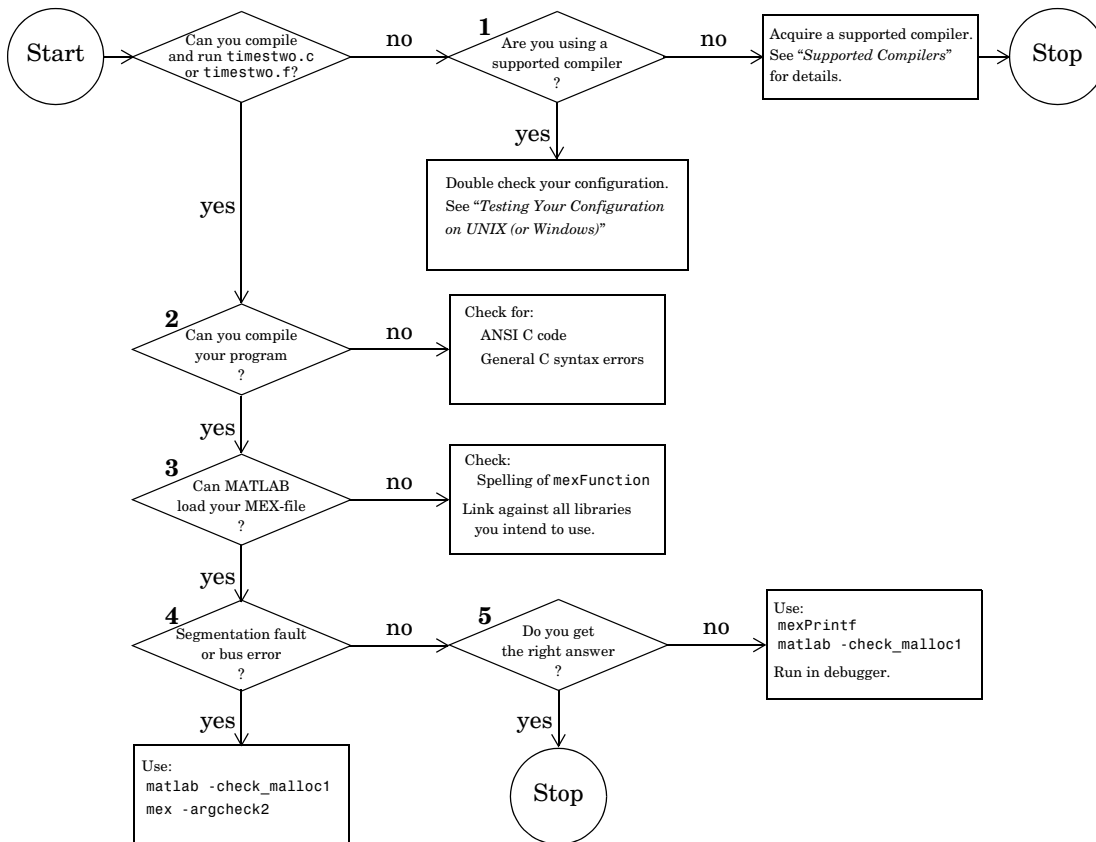 Start
Can you compile
and run timestwo.c
or timestwo.f?
no
1
Are you using a
supported compiler
?
no
Acquire a supported compiler.
See “Supported Compilers”
for details.
Stop
yes
Double check your configuration.
See “Testing Your Configuration
on UNIX (or Windows)”
yes
2
Can you compile
your program
?
no
Check for:
ANSI C code
General C syntax errors
yes
3
Can MATLAB
load your MEX-file
?
no
Check:
Spelling of mexFunction
Link against all libraries
you intend to use.
yes
4
Segmentation fault
or bus error
?
no
5
Do you get
the right answer
?
no
Use:
mexPrintf
matlab -check_malloc1
Run in debugger.
yes
Use:
matlab -check_malloc1
mex -argcheck2
yes
Stop